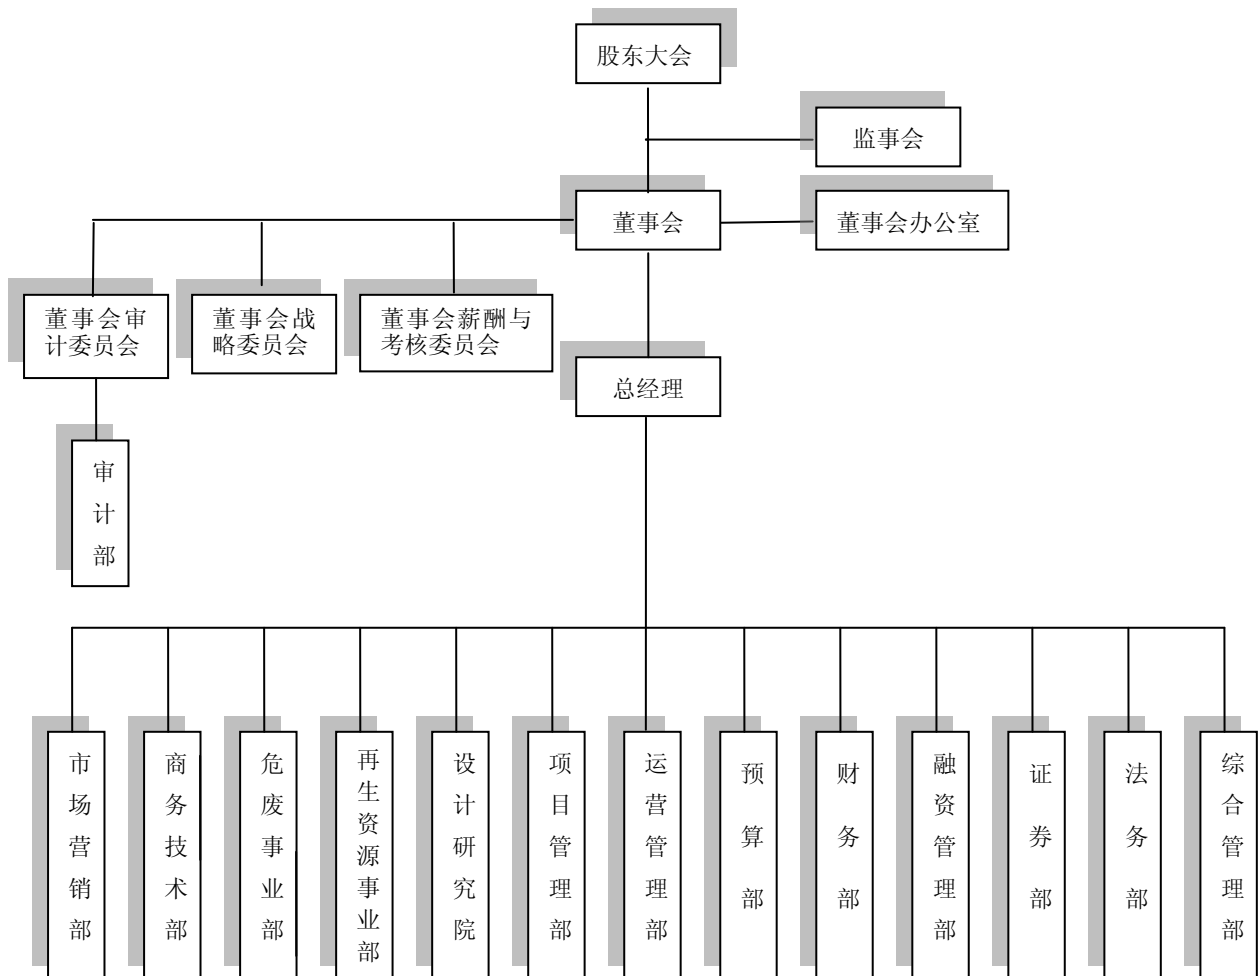 股东大会
监事会
董事会
董事会办公室
董事会审
计委员会
董事会战
略委员会
董事会薪酬与
考核委员会
总经理
审计部
市场营销部
商务技术部
危废事业部
再生资源事业部
设计研究院
项目管理部
运营管理部
预算部
财务部
融资管理部
证券部
法务部
综合管理部